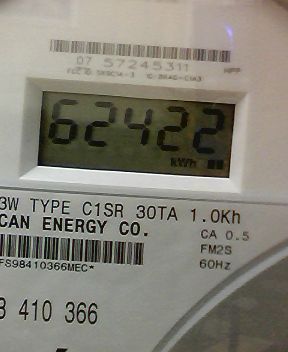 07 57245311
62422
kWh
3W TYPE C1SR 30TA 1.0Kh
CAN ENERGY CO.
CA 0.5
FM2S
60Hz
FS98410366MEC*
410 366